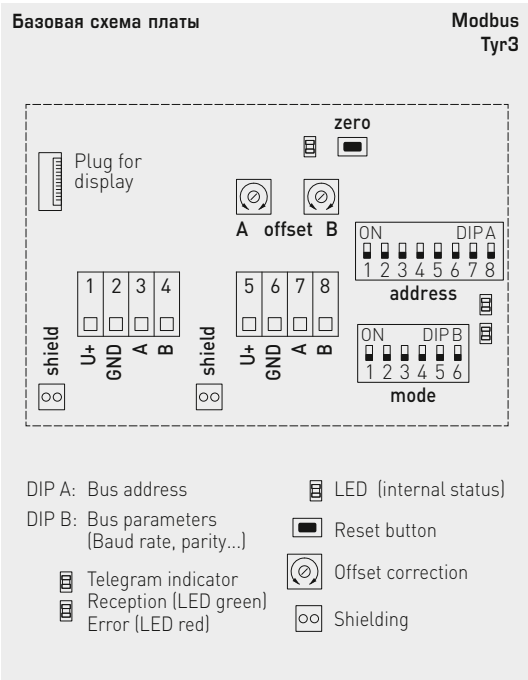 Базовая схема платы
Modbus
Tyr3
zero
Plug for
display
A offset B
ON DIP A
1 2 3 4 5 6 7 8
address
1 2 3 4
5 6 7 8
shield
U+
GND
A
B
shield
U+
GND
A
B
ON DIP B
1 2 3 4 5 6
mode
DIP A: Bus address
DIP B: Bus parameters
(Baud rate, parity...)
Telegram indicator
Reception (LED green)
Error (LED red)
LED (internal status)
Reset button
Offset correction
Shielding